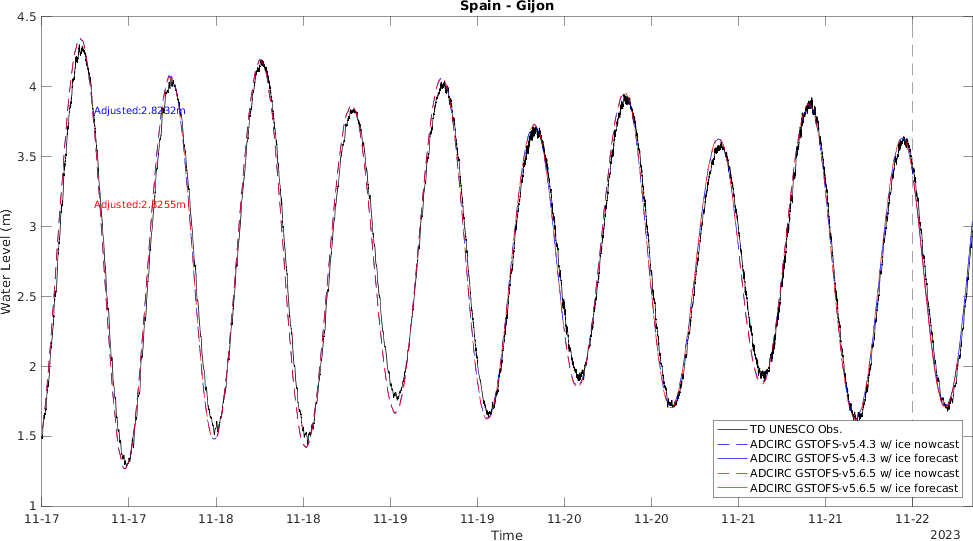 Spain - Gijon
4.5
4
3.5
3
2.5
2
1.5
1
Water Level (m)
Adjusted:2.8232m
Adjusted:2.8255m
TD UNESCO Obs.
ADCIRC GSTOFS-v5.4.3 w/ ice nowcast
ADCIRC GSTOFS-v5.4.3 w/ ice forecast
ADCIRC GSTOFS-v5.6.5 w/ ice nowcast
ADCIRC GSTOFS-v5.6.5 w/ ice forecast
11-17 11-17 11-18 11-18 11-19 11-19 11-20 11-20 11-21 11-21 11-22
Time
2023